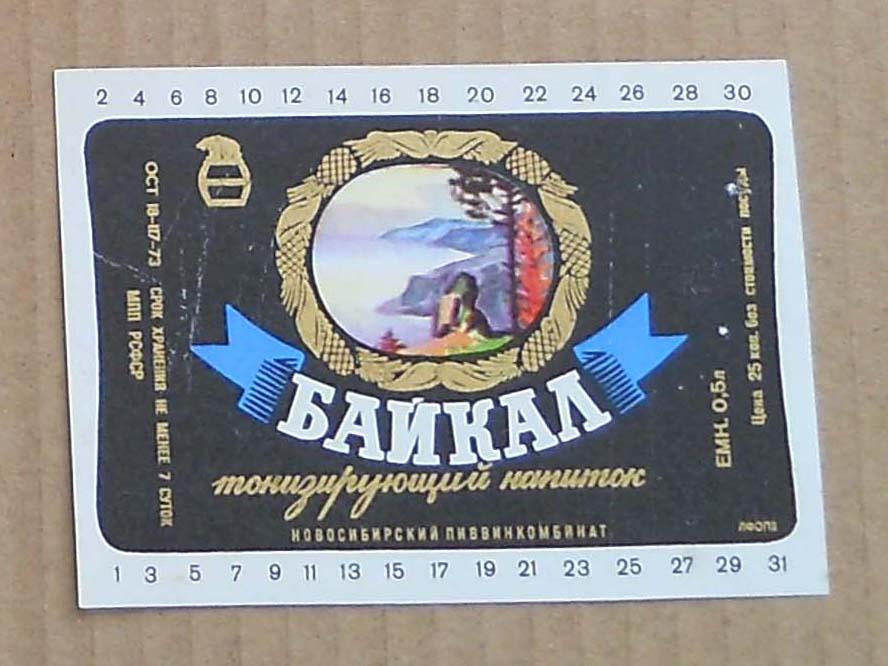 2 4 6 8 10 12 14 16 18 20 22 24 26 28 30
ОСТ 18-117-73 СРОК ХРАНЕНИЯ НЕ МЕНЕЕ 7 СУТОК
МПП РСФСР
БАЙКАЛ
тонизирующий напиток
НОВОСИБИРСКИЙ ПИВВИНКОМБИНАТ
ЕМН. 0,5л
Цена 25 коп. без стоимости посуды
ЛФОПЗ
1 3 5 7 9 11 13 15 17 19 21 23 25 27 29 31